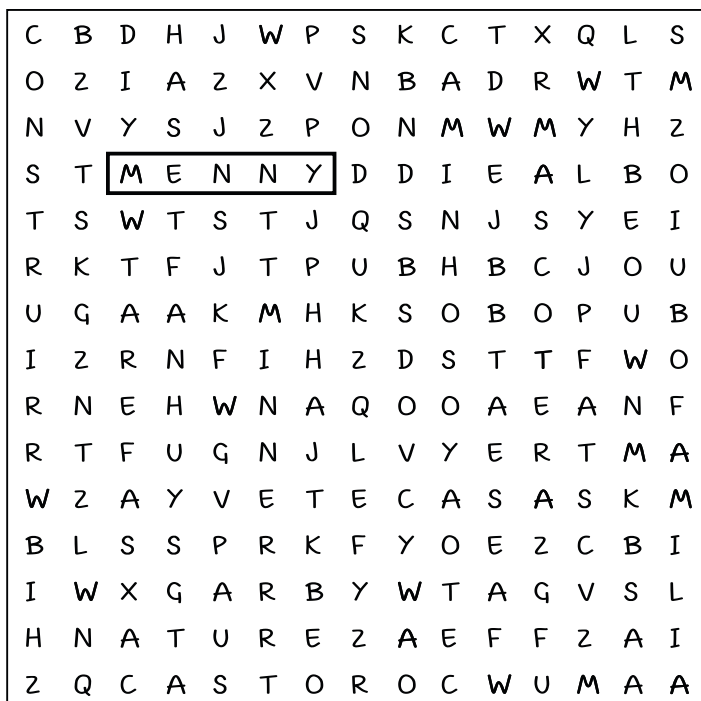 C B D H J W P S K C T X Q L S
O Z I A Z X V N B A D R W T M
N V Y S J Z P O N M W M Y H Z
S T M E N N Y D D I E A L B O
T S W T S T J Q S N J S Y E I
R K T F J T P U B H B C J O U
U G A A K M H K S O B O P U B
I Z R N F I H Z D S T T F W O
R N E H W N A Q O O A E A N F
R T F U G N J L V Y E R T M A
W Z A Y V E T E C A S A S K M
B L S S P R K F Y O E Z C B I
I W X G A R B Y W T A G V S L
H N A T U R E Z A E F F Z A I
Z Q C A S T O R O C W U M A A